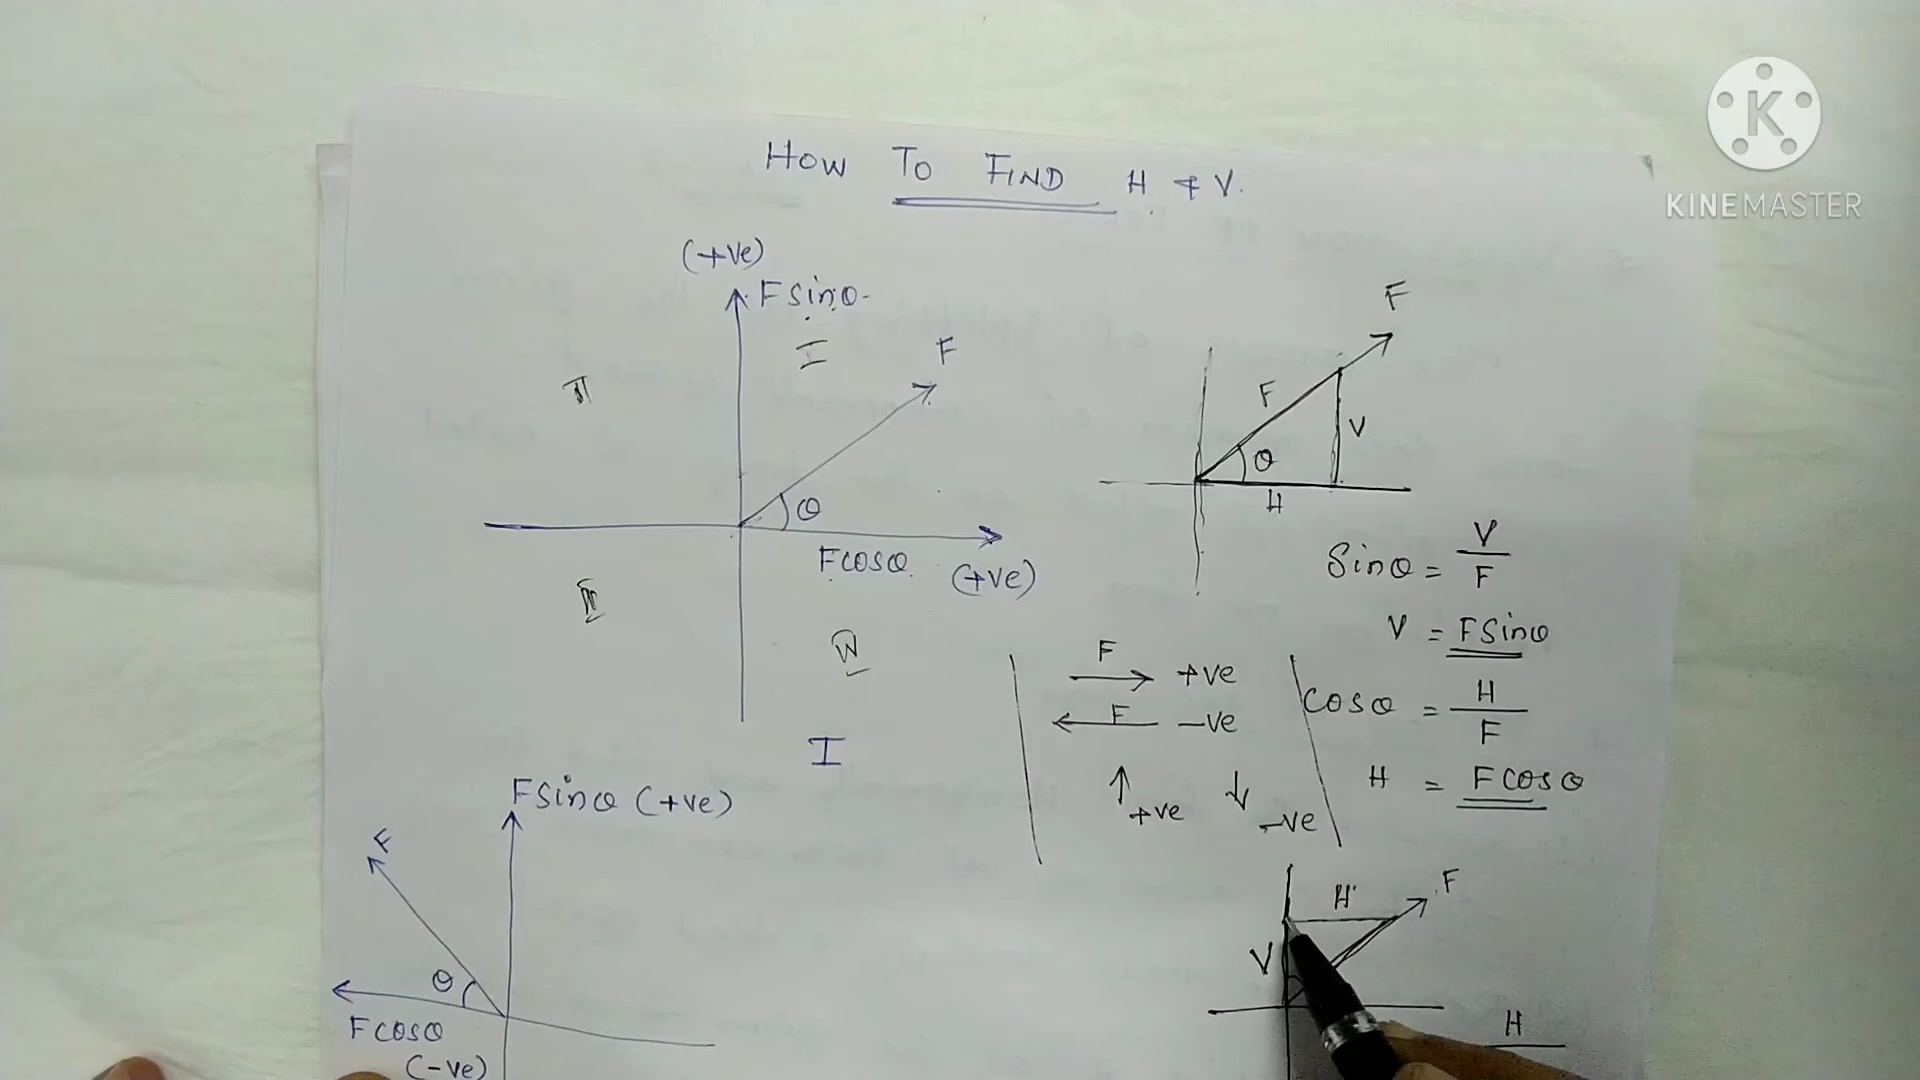 HOW TO FIND H & V.
K
KINEMASTER
(+ve)
F sinθ
I
II
F
θ
F cosθ
(+ve)
III
IV
I
F
F
V
θ
H
Sinθ = V/F
V = F Sinθ
cosθ = H/F
H = F cosθ
F +ve
F -ve
↑ +ve ↓ -ve
F sinθ (+ve)
F
θ
F cosθ
(-ve)
H
F
V
H